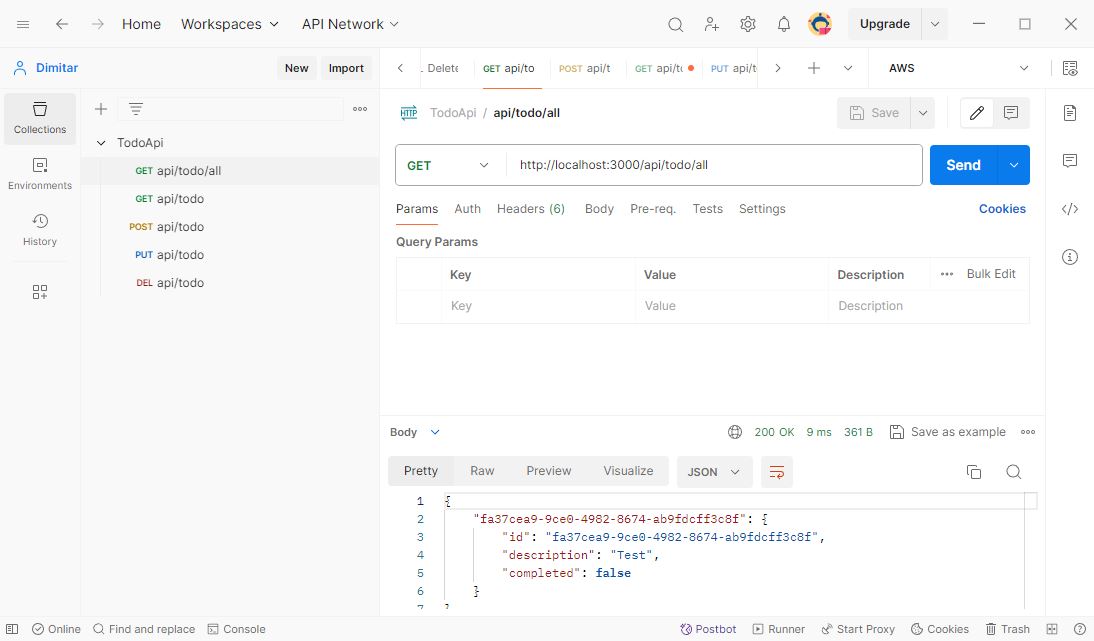 Home Workspaces API Network Upgrade
Dimitar New Import
Delete GET api/to POST api/t GET api/t PUT api/t AWS
Collections
Environments
History
TodoApi
GET api/todo/all
GET api/todo
POST api/todo
PUT api/todo
DEL api/todo
HTTP TodoApi / api/todo/all Save
GET http://localhost:3000/api/todo/all Send
Params Auth Headers (6) Body Pre-req. Tests Settings Cookies
Query Params
Key Value Description Bulk Edit
Key Value Description
Body 200 OK 9 ms 361 B Save as example
Pretty Raw Preview Visualize JSON
1 {
2 "fa37cea9-9ce0-4982-8674-ab9fdcff3c8f": {
3 "id": "fa37cea9-9ce0-4982-8674-ab9fdcff3c8f",
4 "description": "Test",
5 "completed": false
6 }
7 }
Online Find and replace Console Postbot Runner Start Proxy Cookies Trash